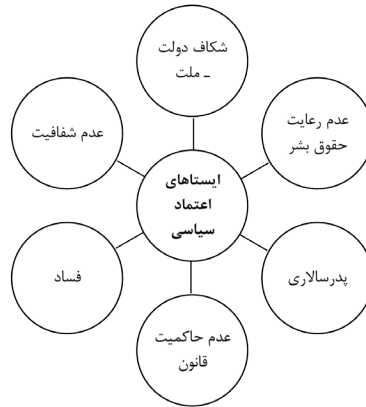 شکاف دولت
ـ ملت
عدم رعایت
حقوق بشر
عدم شفافیت
ایستاهای
اعتماد
سیاسی
پدرسالاری
فساد
عدم حاکمیت
قانون